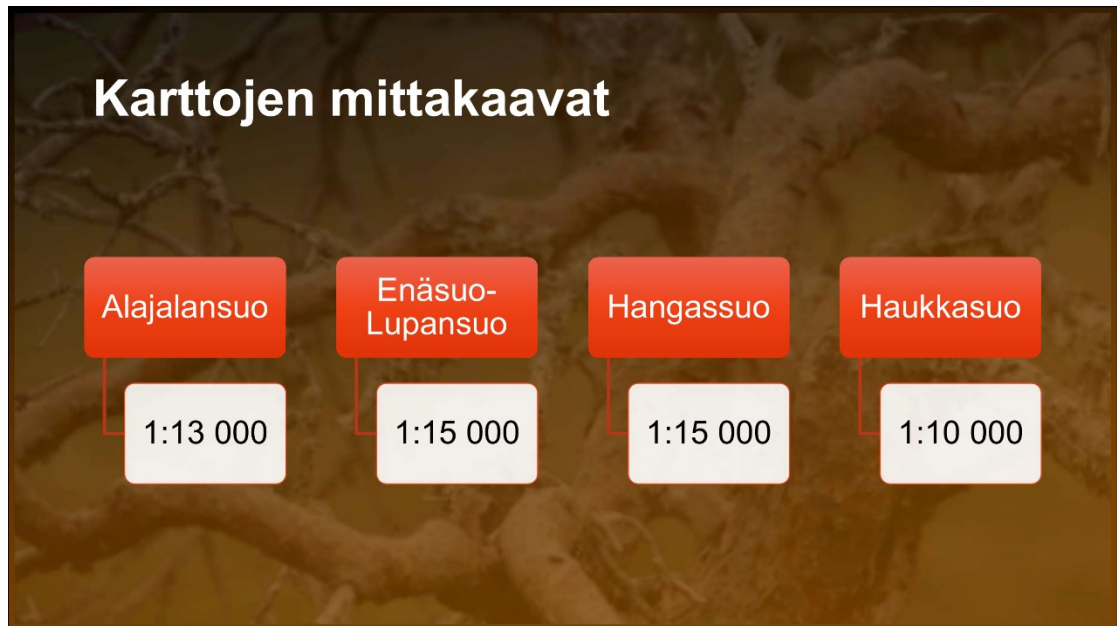 Karttojen mittakaavat
Alajalansuo
Enäsuo-
Lupansuo
Hangassuo
Haukkasuo
1:13 000
1:15 000
1:15 000
1:10 000